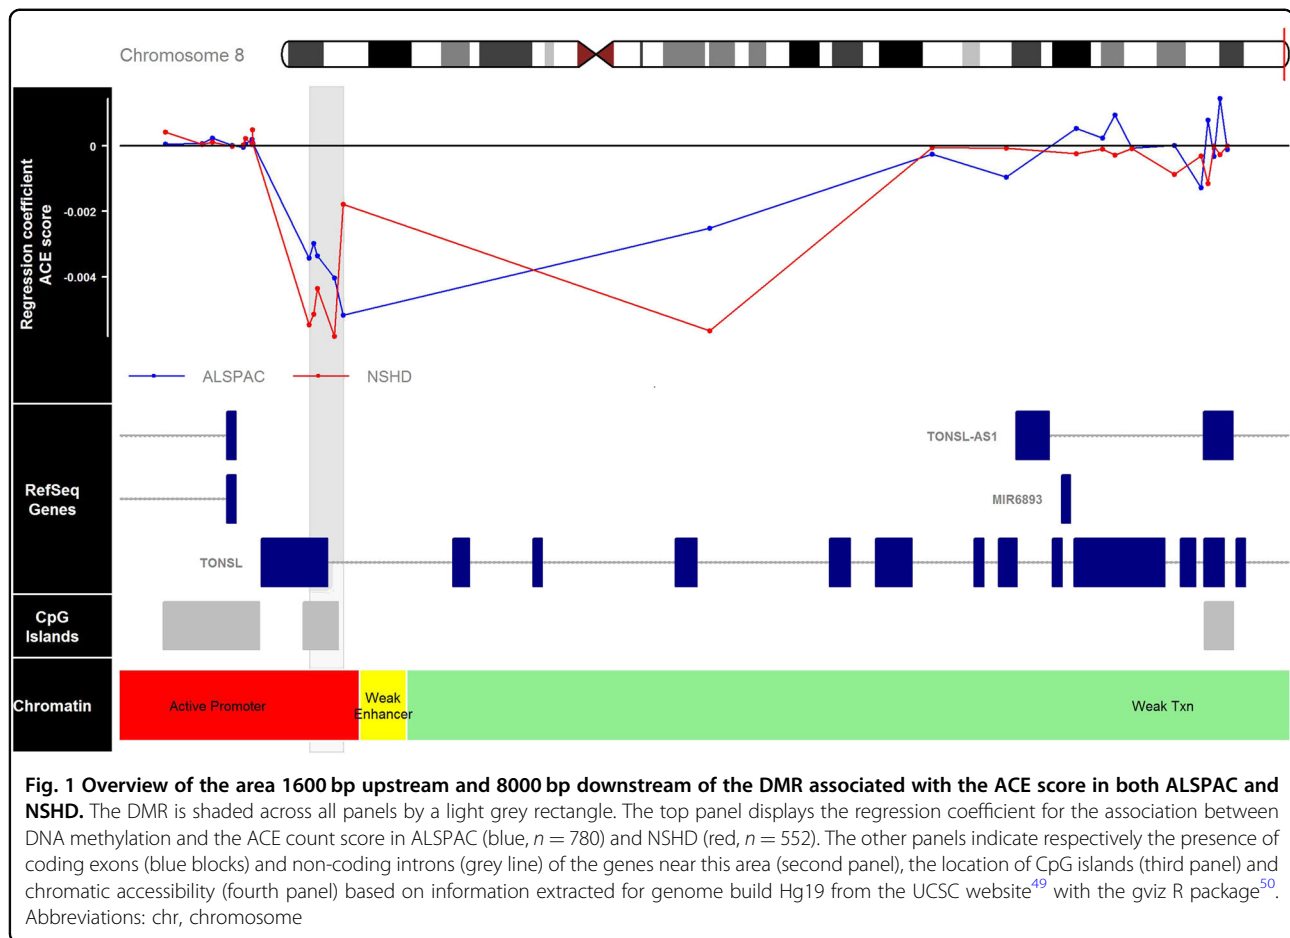 Chromosome 8
Regression coefficient
ACE score
0
-0.002
-0.004
ALSPAC
NSHD
RefSeq
Genes
TONSL-AS1
MIR6893
TONSL
CpG
Islands
Chromatin
Active Promoter
Weak
Enhancer
Weak Txn
Fig. 1 Overview of the area 1600 bp upstream and 8000 bp downstream of the DMR associated with the ACE score in both ALSPAC and
NSHD. The DMR is shaded across all panels by a light grey rectangle. The top panel displays the regression coefficient for the association between
DNA methylation and the ACE count score in ALSPAC (blue, n = 780) and NSHD (red, n = 552). The other panels indicate respectively the presence of
coding exons (blue blocks) and non-coding introns (grey line) of the genes near this area (second panel), the location of CpG islands (third panel) and
chromatic accessibility (fourth panel) based on information extracted for genome build Hg19 from the UCSC website49 with the gviz R package50.
Abbreviations: chr, chromosome